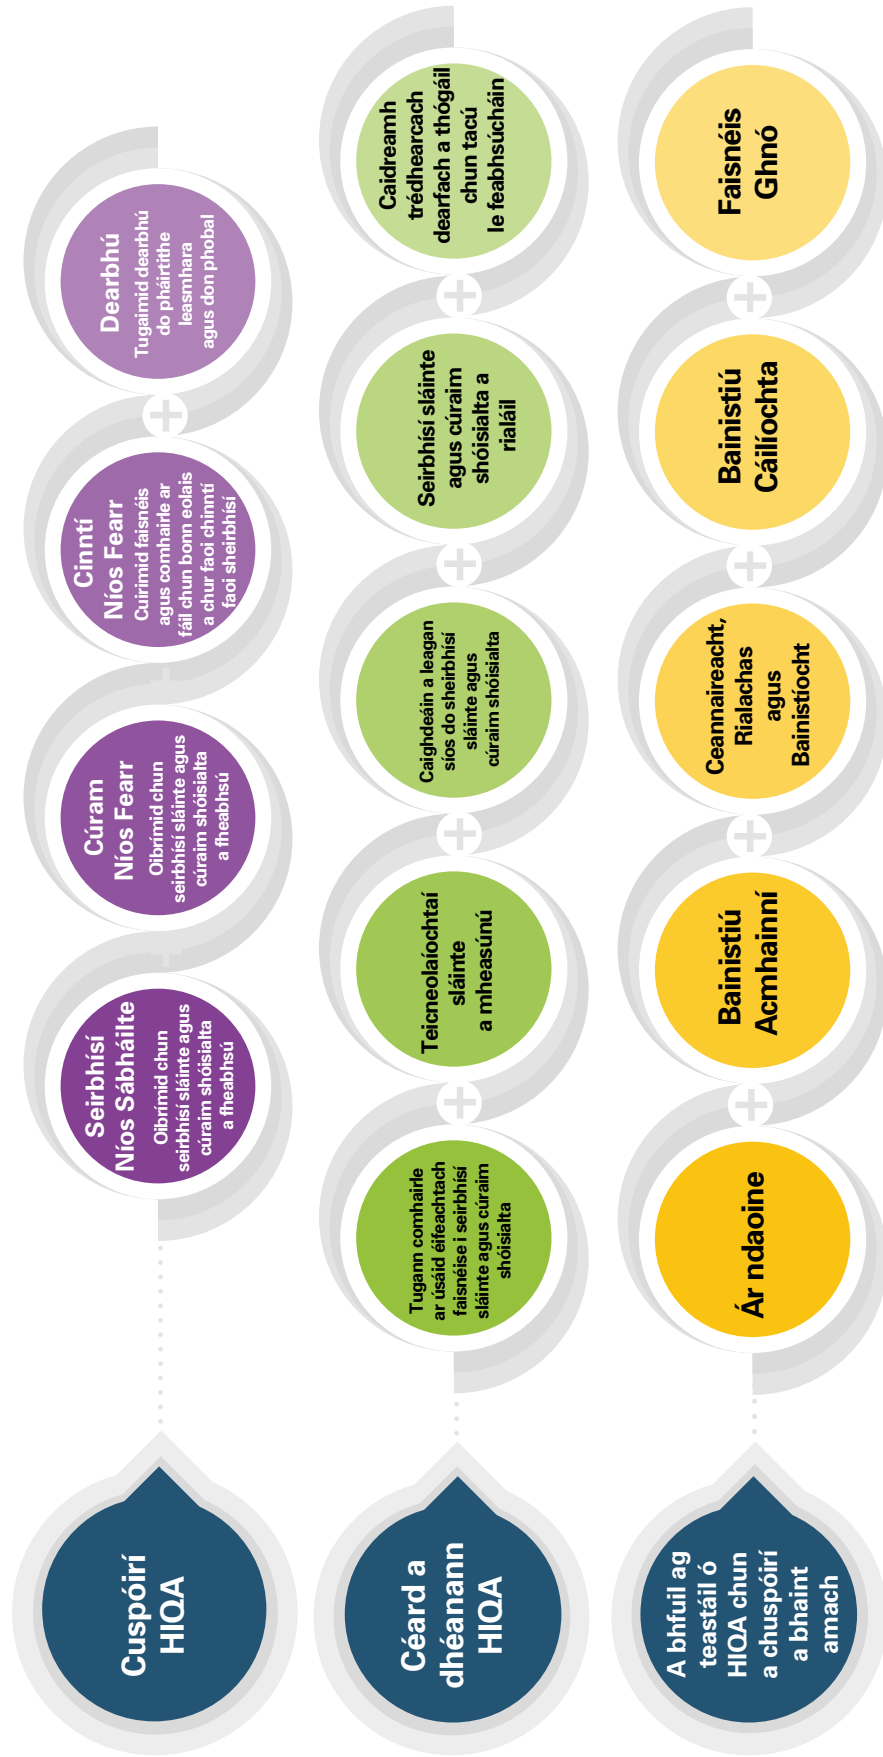 Cuspóirí
HIQA
Seirbhísí
Níos Sábháilte
Oibrímid chun
seirbhísí sláinte agus
cúraim shóisialta
a fheabhsú
Cúram
Níos Fearr
Oibrímid chun
seirbhísí sláinte agus
cúraim shóisialta
a fheabhsú
Cinntí
Níos Fearr
Cuirimid faisnéis
agus comhairle ar
fáil chun bonn eolais
a chur faoi chinntí
faoi sheirbhísí
Dearbhú
Tugaimid dearbhú
do pháirtithe
leasmhara
agus don phobal
Céard a
dhéanann
HIQA
Tugann comhairle
ar úsáid éifeachtach
faisnéise i seirbhísí
sláinte agus cúraim
shóisialta
Teicneolaíochtaí
sláinte
a mheasúnú
Caighdeáin a leagan
síos do sheirbhísí
sláinte agus
cúraim shóisialta
Seirbhísí sláinte
agus cúraim
shóisialta a
rialáil
Caidreamh
trédhearcach
dearfach a thógáil
chun tacú
le feabhsúcháin
A bhfuil ag
teastáil ó
HIQA chun
a chuspóirí
a bhaint
amach
Ár ndaoine
Bainistiú
Acmhainní
Ceannaireacht,
Rialachas
agus
Bainistíocht
Bainistiú
Cáilíochta
Faisnéis
Ghnó